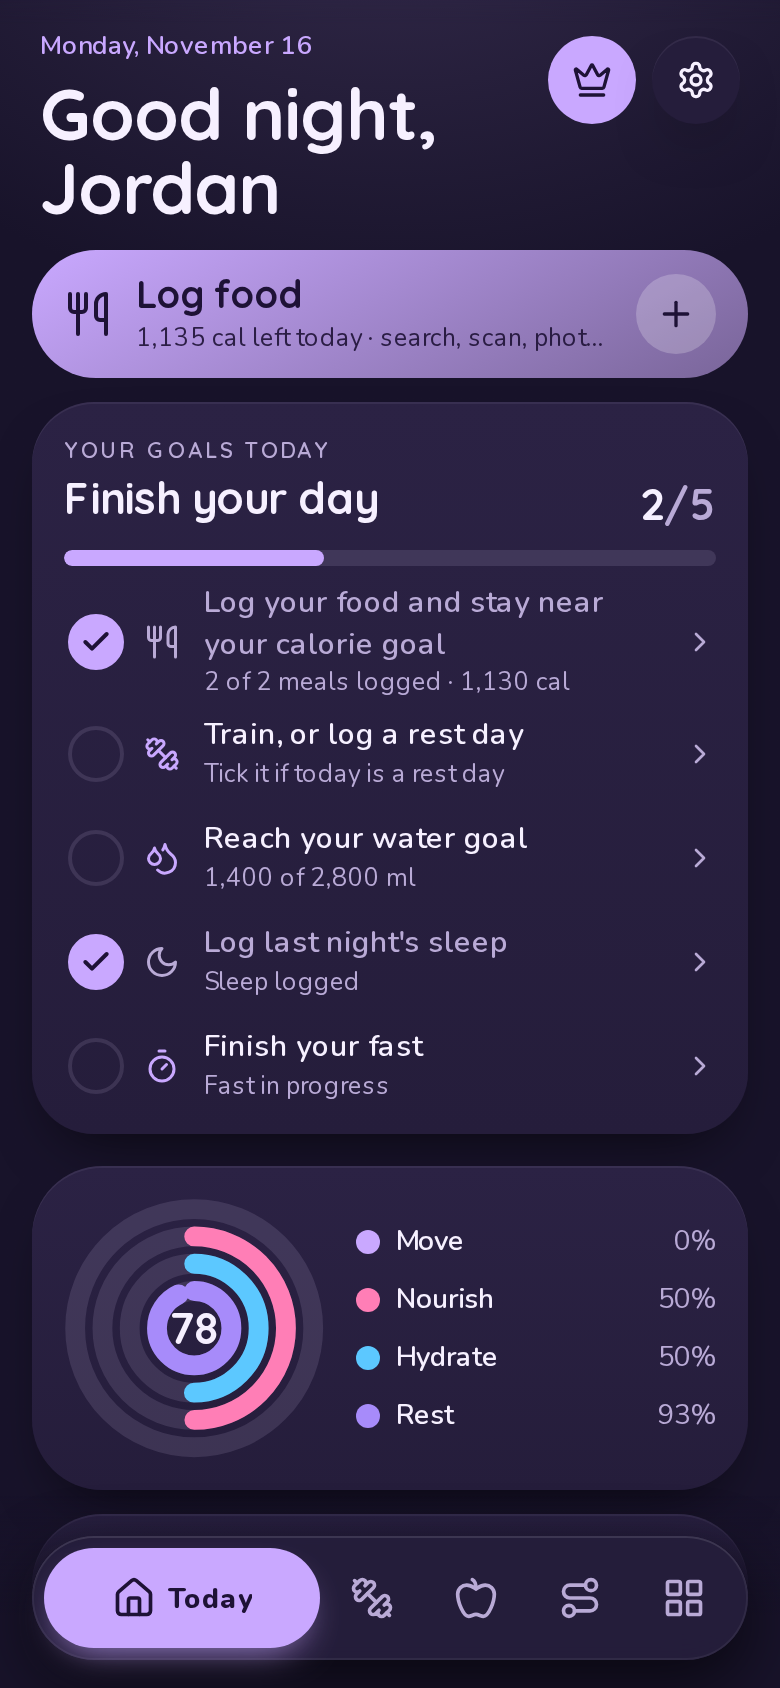 Monday, November 16
Good night,
Jordan
Log food
1,135 cal left today · search, scan, phot...
YOUR GOALS TODAY
Finish your day
2/5
Log your food and stay near
your calorie goal
2 of 2 meals logged · 1,130 cal
Train, or log a rest day
Tick it if today is a rest day
Reach your water goal
1,400 of 2,800 ml
Log last night's sleep
Sleep logged
Finish your fast
Fast in progress
78
Move 0%
Nourish 50%
Hydrate 50%
Rest 93%
Today